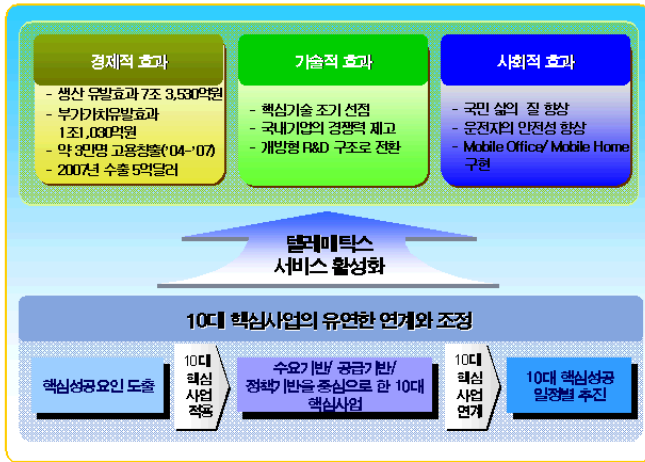 경제적 효과
- 생산 유발효과 7조 3,530억원
- 부가가치유발효과
1조1,030억원
- 약 3만명 고용창출('04~'07)
- 2007년 수출 5억달러
기술적 효과
- 핵심기술 조기 선점
- 국내기업의 경쟁력 제고
- 개방형 R&D 구조로 전환
사회적 효과
- 국민 삶의 질 향상
- 운전자의 안전성 향상
- Mobile Office/ Mobile Home
구현
텔레매틱스
서비스 활성화
10대 핵심사업의 유연한 연계와 조정
핵심성공요인 도출
10대
핵심
사업
적용
수요기반/ 공급기반/
정책기반을 중심으로 한 10대
핵심사업
10대
핵심
사업
연계
10대 핵심성공
일정별 추진